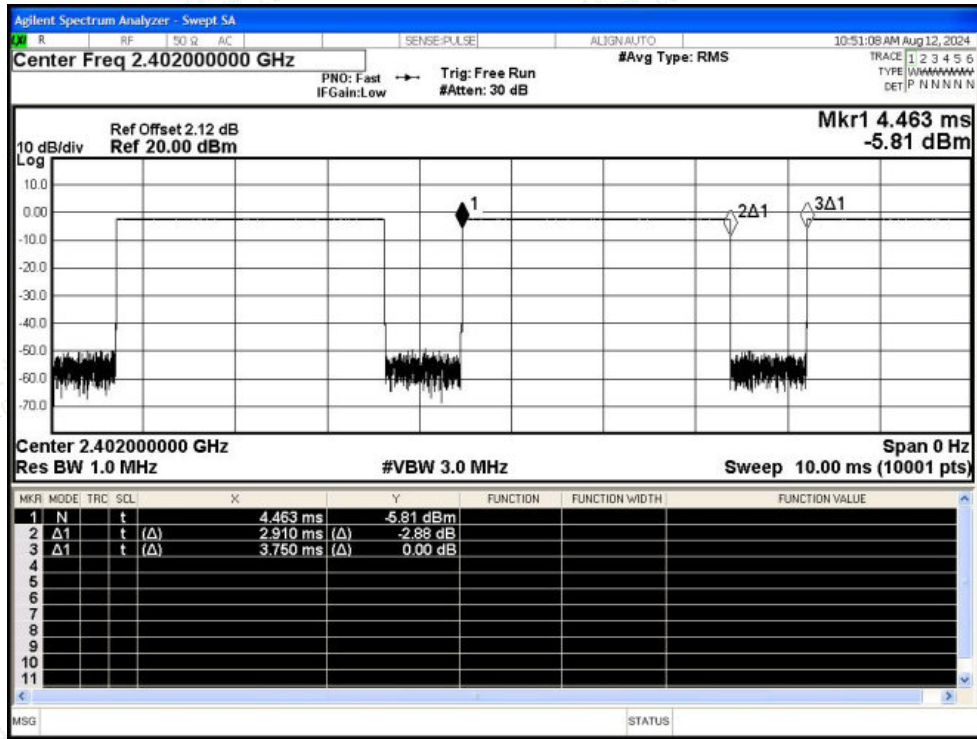 Agilent Spectrum Analyzer - Swept SA
LXI R RF 50 Ω AC SENSE:PULSE ALIGN AUTO 10:51:08 AM Aug 12, 2024
Center Freq 2.402000000 GHz #Avg Type: RMS TRACE 1 2 3 4 5 6
PNO: Fast Trig: Free Run TYPE WWWWWW
IFGain:Low #Atten: 30 dB DET P N N N N N
Mkr1 4.463 ms
-5.81 dBm
Ref Offset 2.12 dB
10 dB/div Ref 20.00 dBm
Log
10.0
0.00
-10.0
-20.0
-30.0
-40.0
-50.0
-60.0
-70.0
1 2Δ1 3Δ1
Center 2.402000000 GHz Span 0 Hz
Res BW 1.0 MHz #VBW 3.0 MHz Sweep 10.00 ms (10001 pts)
MKR MODE TRC SCL X Y FUNCTION FUNCTION WIDTH FUNCTION VALUE
1 N t 4.463 ms -5.81 dBm
2 Δ1 t (Δ) 2.910 ms (Δ) -2.88 dB
3 Δ1 t (Δ) 3.750 ms (Δ) 0.00 dB
4
5
6
7
8
9
10
11
MSG STATUS